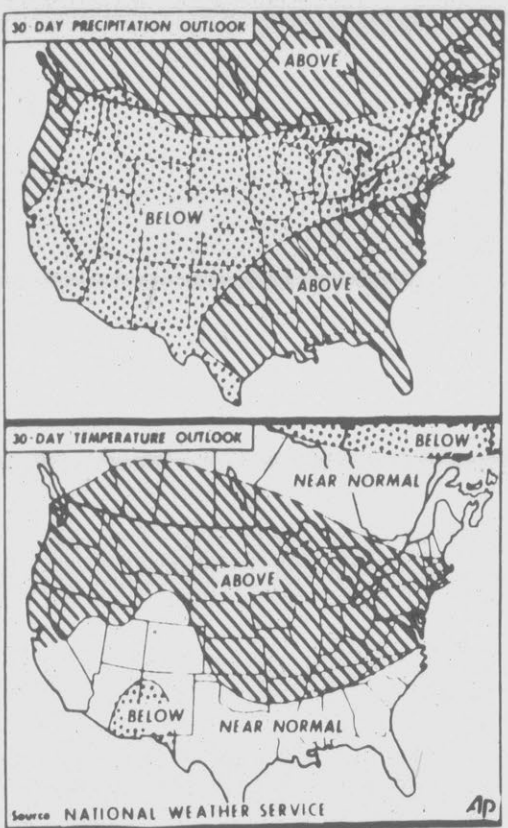 30-DAY PRECIPITATION OUTLOOK
ABOVE
BELOW
ABOVE
30-DAY TEMPERATURE OUTLOOK
BELOW
NEAR NORMAL
ABOVE
BELOW
NEAR NORMAL
Source NATIONAL WEATHER SERVICE
AP